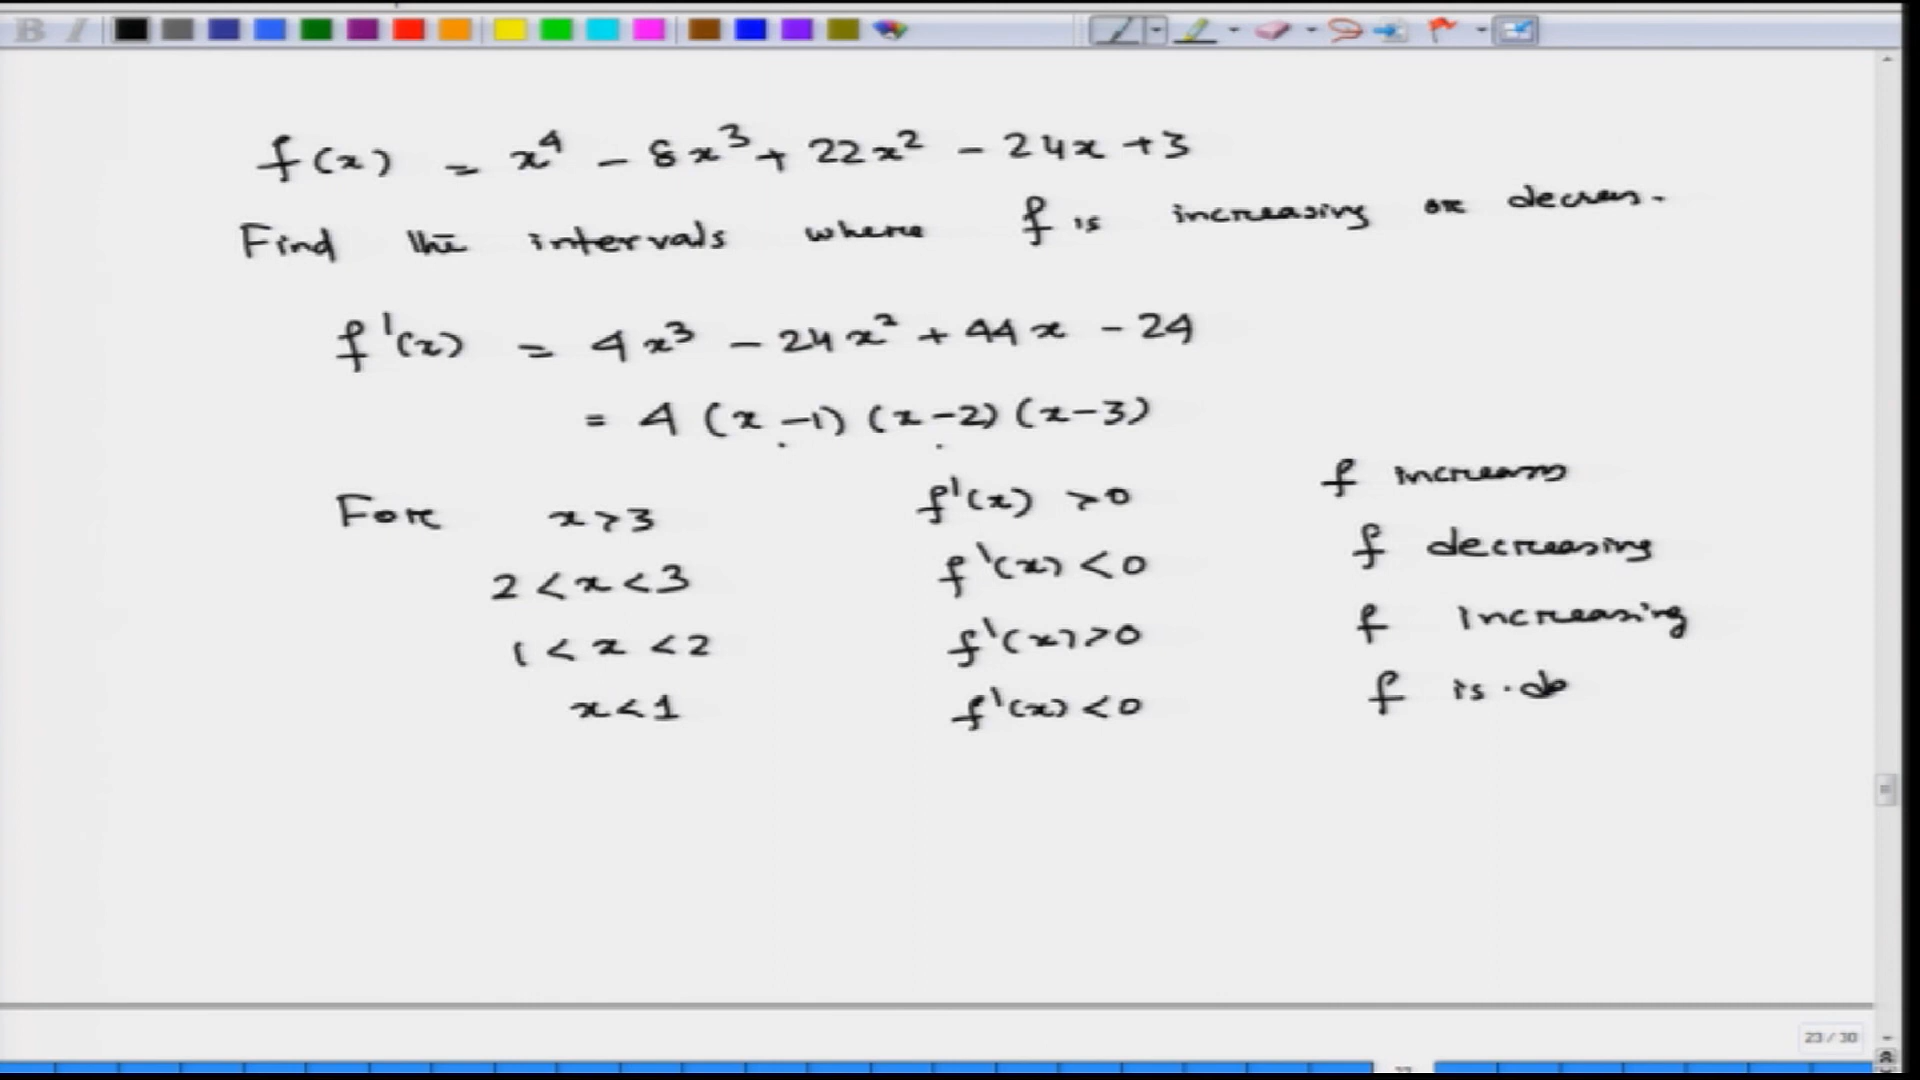 B I
f(x) = x⁴ - 8x³ + 22x² - 24x + 3
Find the intervals where f is increasing or decreas.
f'(x) = 4x³ - 24x² + 44x - 24
= 4 (x-1) (x-2) (x-3)
For x>3 f'(x) >0 f increases
2<x<3 f'(x) <0 f decreasing
1<x<2 f'(x)>0 f increasing
x<1 f'(x) <0 f is de
23 / 30